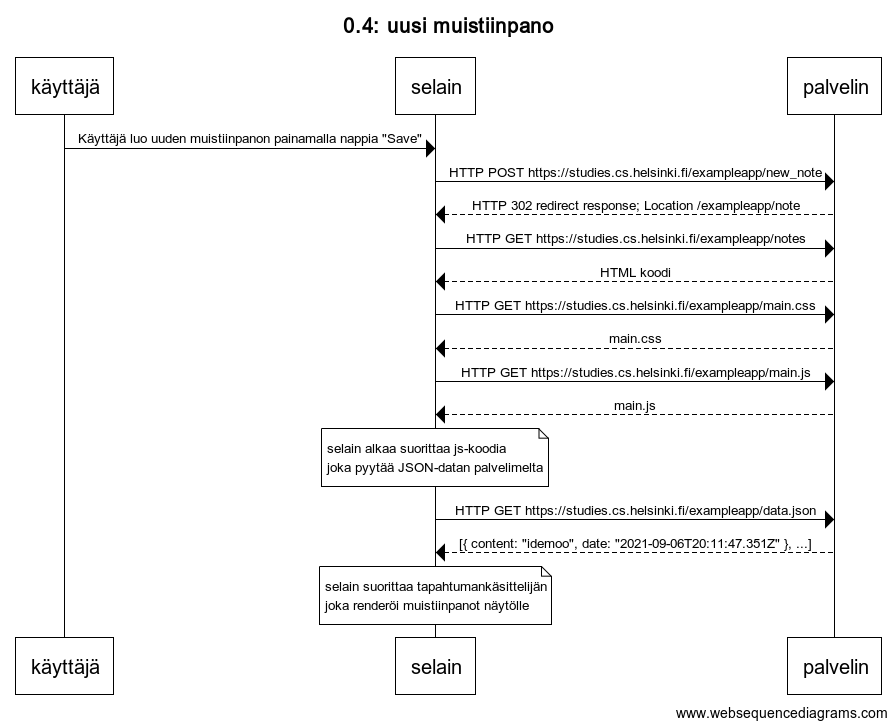 0.4: uusi muistiinpano
käyttäjä
selain
palvelin
Käyttäjä luo uuden muistiinpanon painamalla nappia "Save"
HTTP POST https://studies.cs.helsinki.fi/exampleapp/new_note
HTTP 302 redirect response; Location /exampleapp/note
HTTP GET https://studies.cs.helsinki.fi/exampleapp/notes
HTML koodi
HTTP GET https://studies.cs.helsinki.fi/exampleapp/main.css
main.css
HTTP GET https://studies.cs.helsinki.fi/exampleapp/main.js
main.js
selain alkaa suorittaa js-koodia
joka pyytää JSON-datan palvelimelta
HTTP GET https://studies.cs.helsinki.fi/exampleapp/data.json
[{ content: "idemoo", date: "2021-09-06T20:11:47.351Z" }, ...]
selain suorittaa tapahtumankäsittelijän
joka renderöi muistiinpanot näytölle
käyttäjä
selain
palvelin
www.websequencediagrams.com